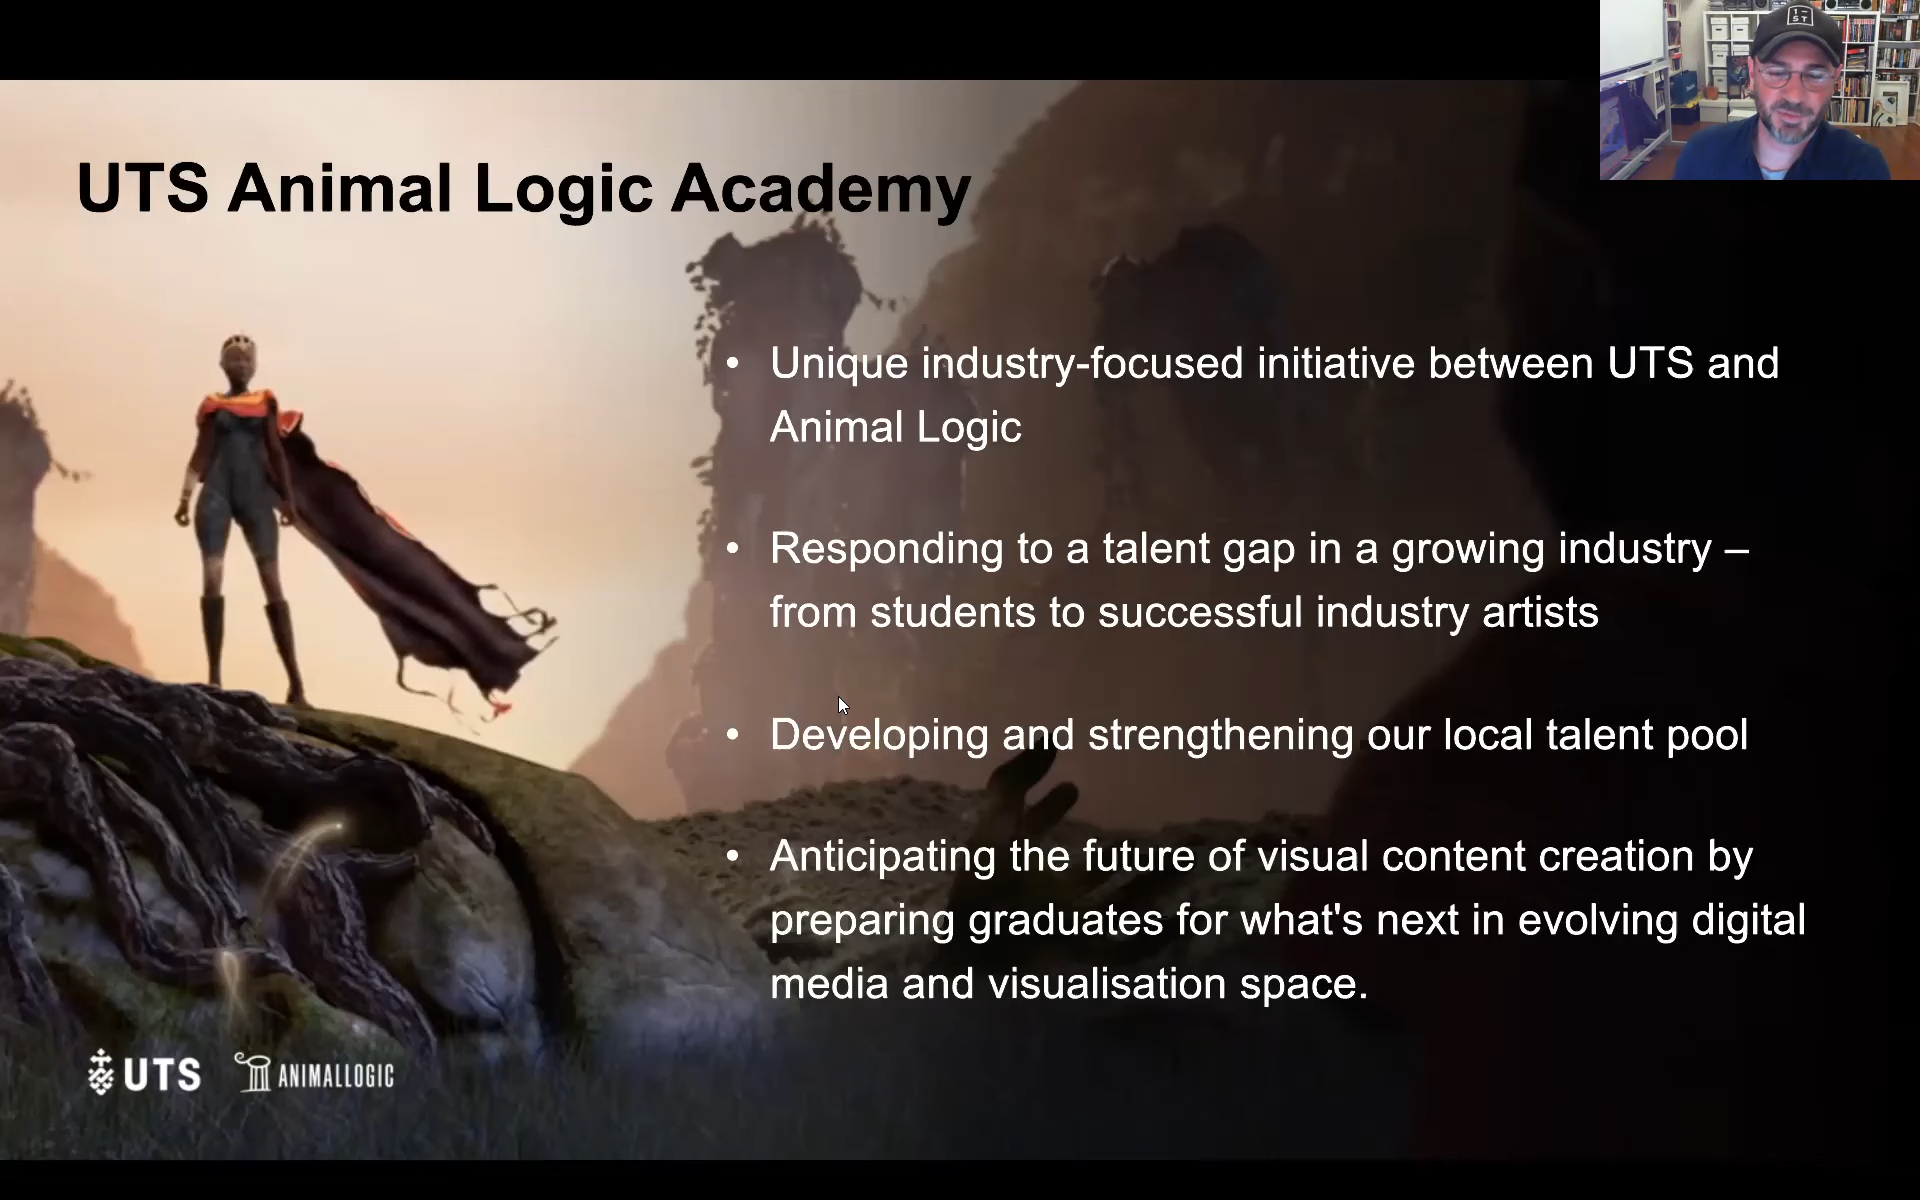 1-
ST
UTS Animal Logic Academy
• Unique industry-focused initiative between UTS and
Animal Logic
• Responding to a talent gap in a growing industry –
from students to successful industry artists
• Developing and strengthening our local talent pool
• Anticipating the future of visual content creation by
preparing graduates for what's next in evolving digital
media and visualisation space.
UTS ANIMALLOGIC